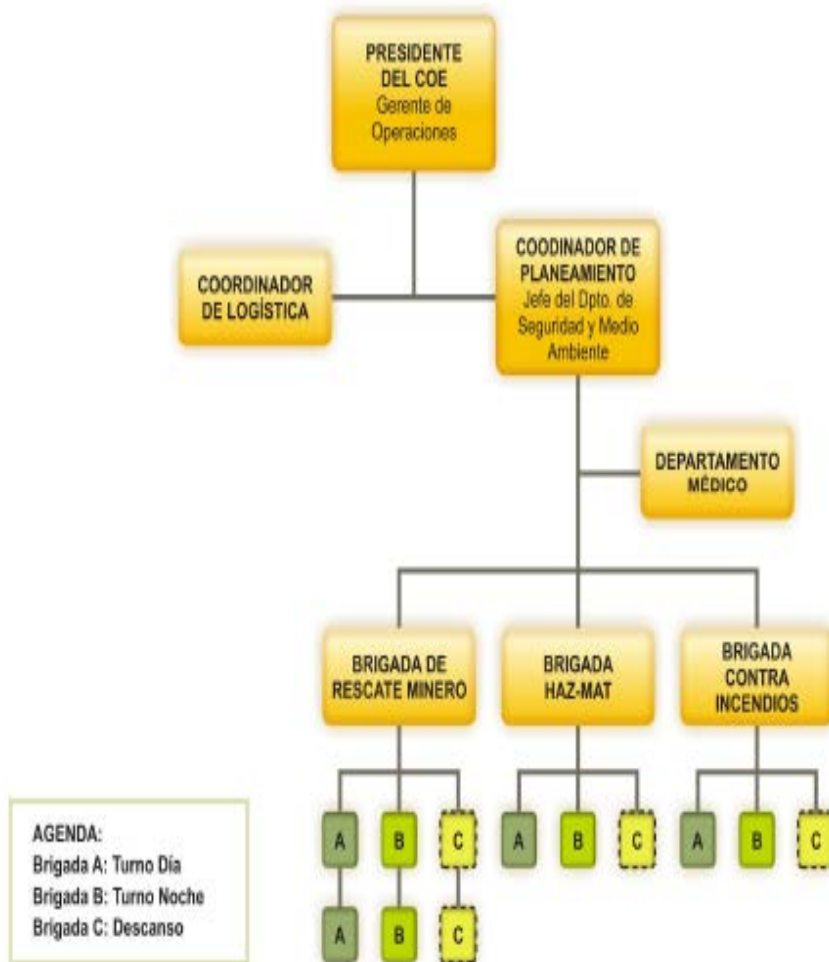 PRESIDENTE
DEL COE
Gerente de
Operaciones
COORDINADOR
DE LOGÍSTICA
COODINADOR DE
PLANEAMIENTO
Jefe del Dpto. de
Seguridad y Medio
Ambiente
DEPARTAMENTO
MÉDICO
BRIGADA DE
RESCATE MINERO
BRIGADA
HAZ-MAT
BRIGADA
CONTRA
INCENDIOS
A B C A B C A B C
A B C
AGENDA:
Brigada A: Turno Día
Brigada B: Turno Noche
Brigada C: Descanso